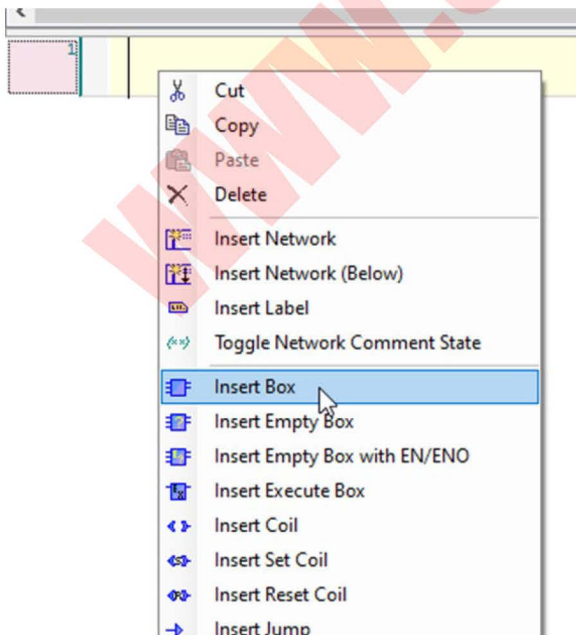 www.
1
Cut
Copy
Paste
Delete
Insert Network
Insert Network (Below)
Insert Label
Toggle Network Comment State
Insert Box
Insert Empty Box
Insert Empty Box with EN/ENO
Insert Execute Box
Insert Coil
Insert Set Coil
Insert Reset Coil
Insert Jump